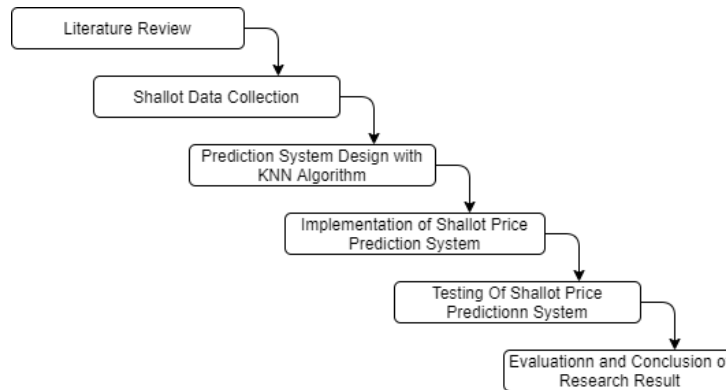 Literature Review
Shallot Data Collection
Prediction System Design with
KNN Algorithm
Implementation of Shallot Price
Prediction System
Testing Of Shallot Price
Predictionn System
Evaluationn and Conclusion o
Research Result